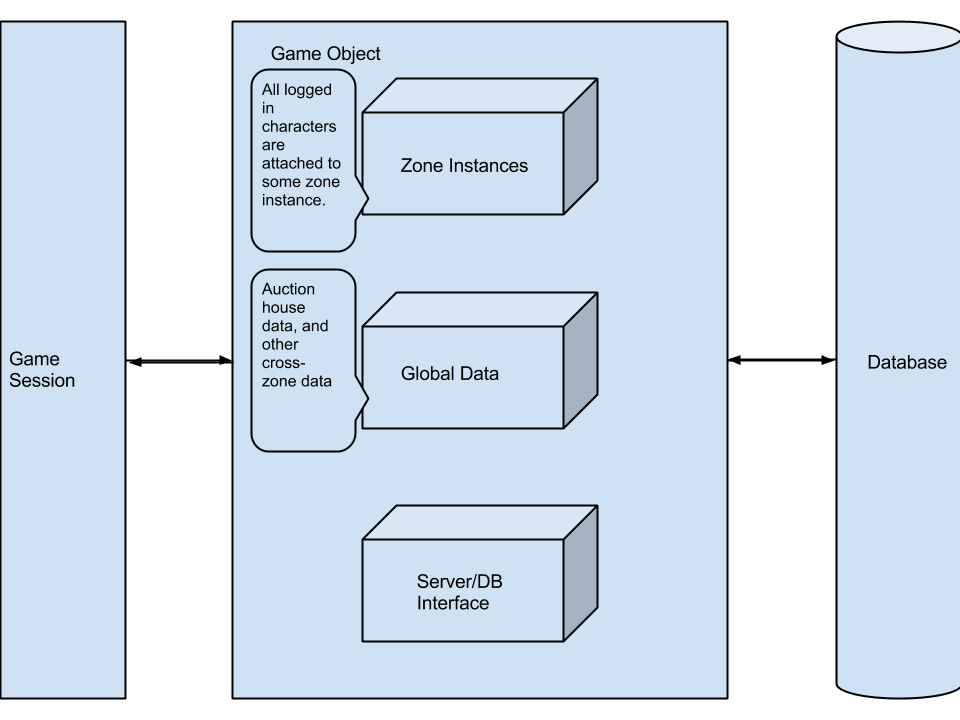 Game Object
All logged
in
characters
are
attached to
some zone
instance.
Zone Instances
Auction
house
data, and
other
cross-
zone data
Global Data
Game
Session
Database
Server/DB
Interface